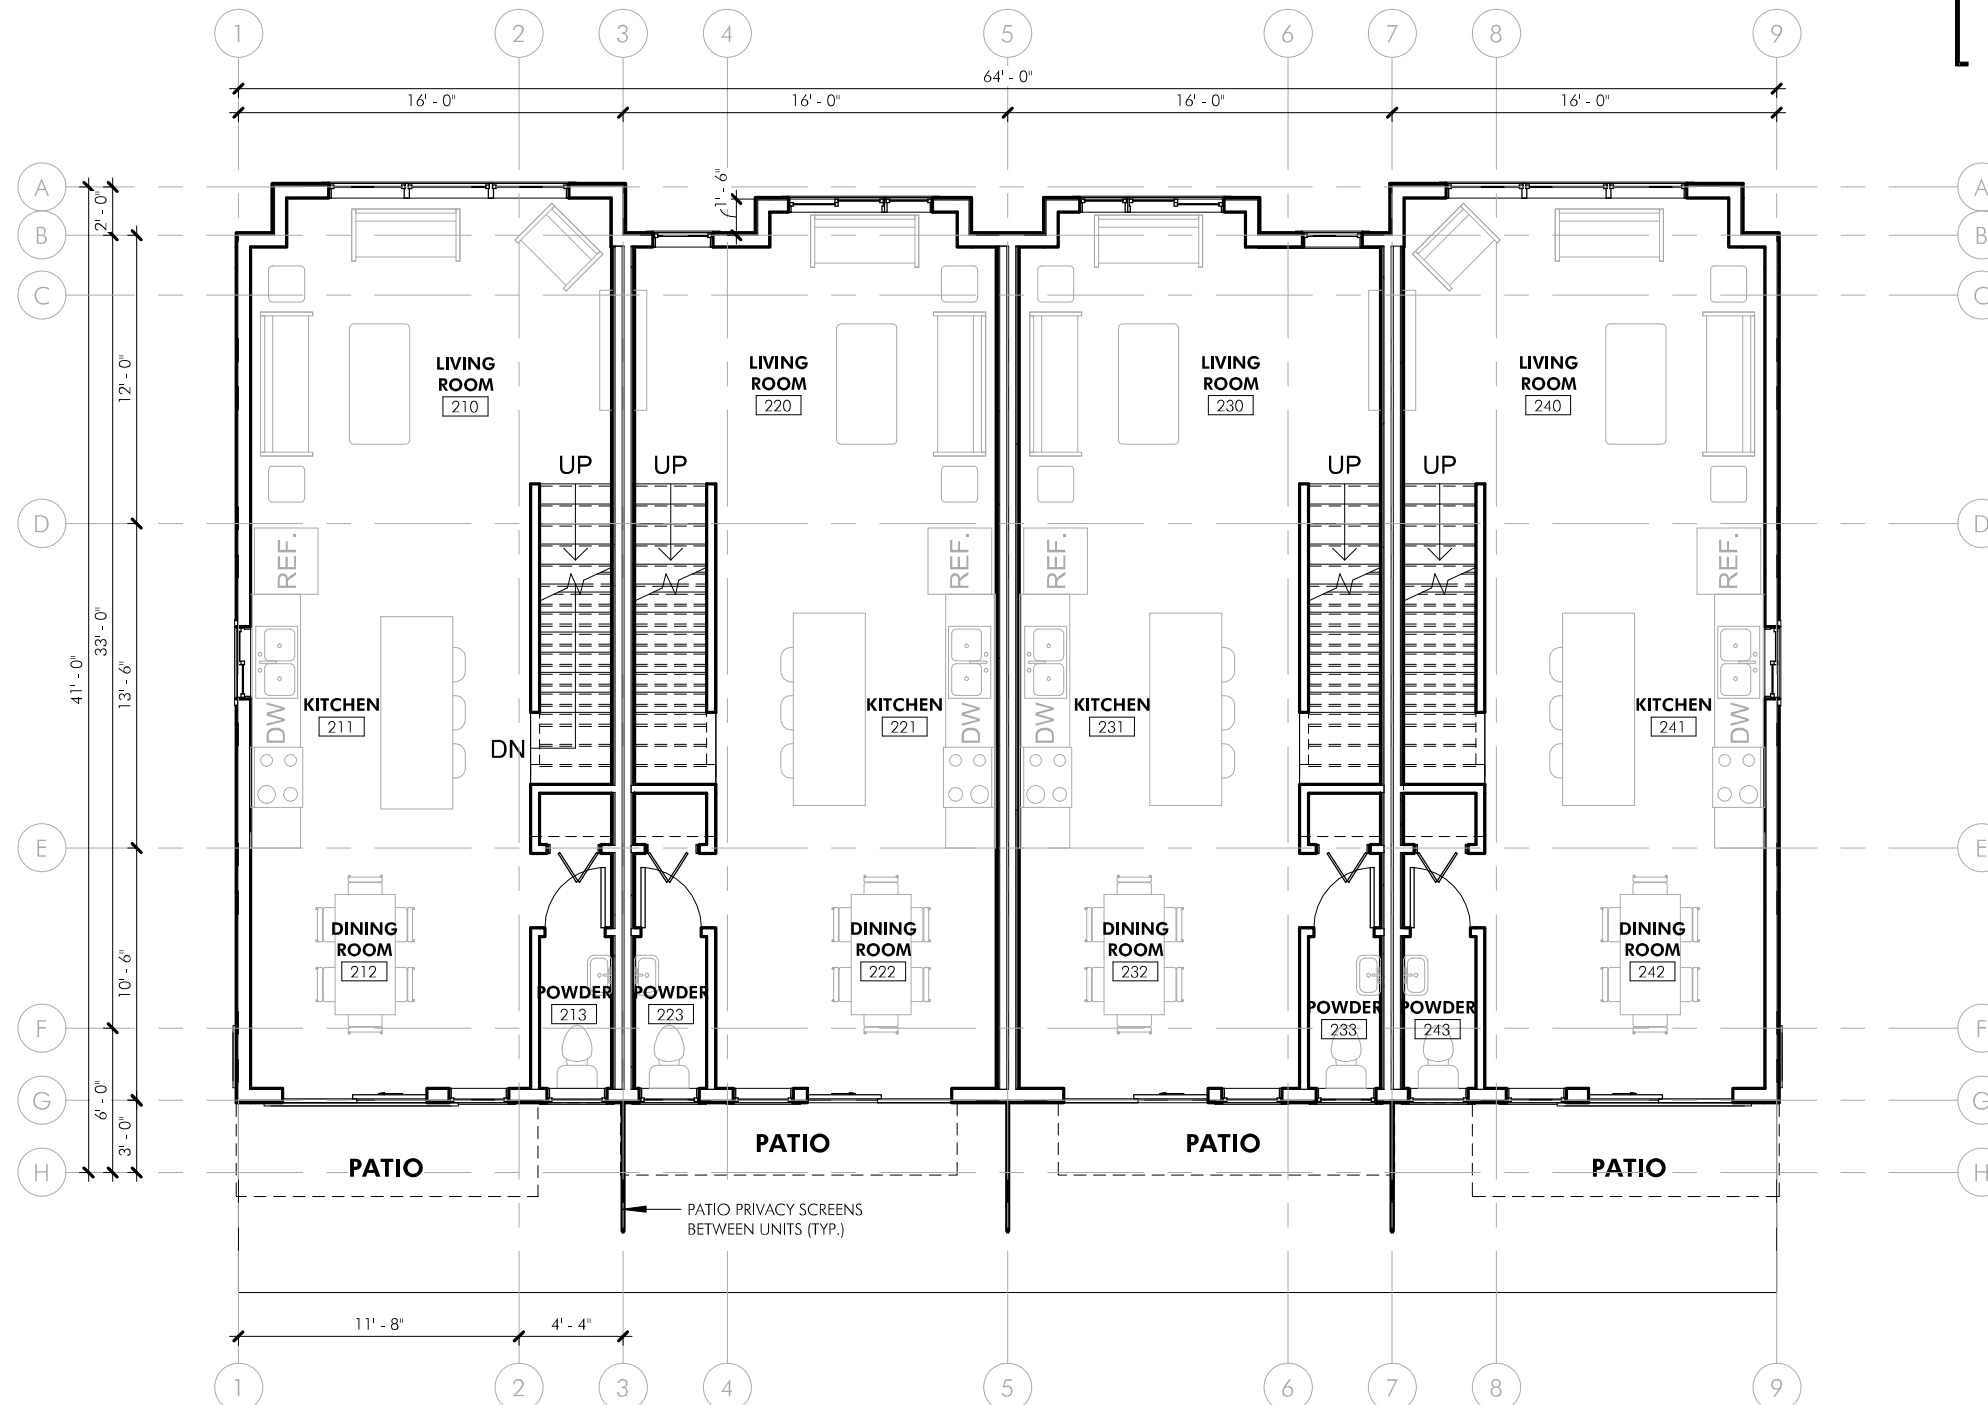 1 2 3 4 5 6 7 8 9
64' - 0"
16' - 0" 16' - 0" 16' - 0" 16' - 0"
A A
2' - 0"
1' - 6"
B B
C C
12' - 0"
LIVING LIVING LIVING LIVING
ROOM ROOM ROOM ROOM
210 220 230 240
UP UP UP UP
D D
REF. REF. REF. REF.
41' - 0"
33' - 0"
13' - 6"
KITCHEN KITCHEN KITCHEN KITCHEN
211 221 231 241
DW DW DW DW
DN
E E
DINING DINING DINING DINING
ROOM ROOM ROOM ROOM
212 222 232 242
10' - 6"
POWDER POWDER POWDER POWDER
213 223 233 243
F F
G G
6' - 0"
3' - 0"
PATIO PATIO PATIO PATIO
H H
PATIO PRIVACY SCREENS
BETWEEN UNITS (TYP.)
11' - 8" 4' - 4"
1 2 3 4 5 6 7 8 9